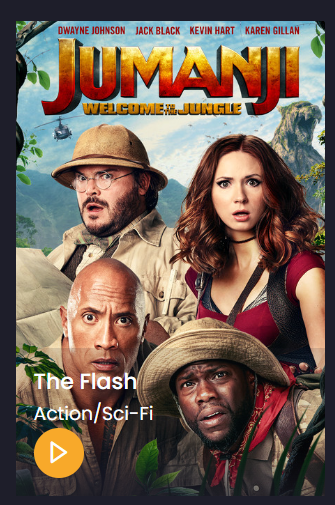 DWAYNE JOHNSON JACK BLACK KEVIN HART KAREN GILLAN
JUMANJI
WELCOME TO THE JUNGLE
The Flash
Action/Sci-Fi